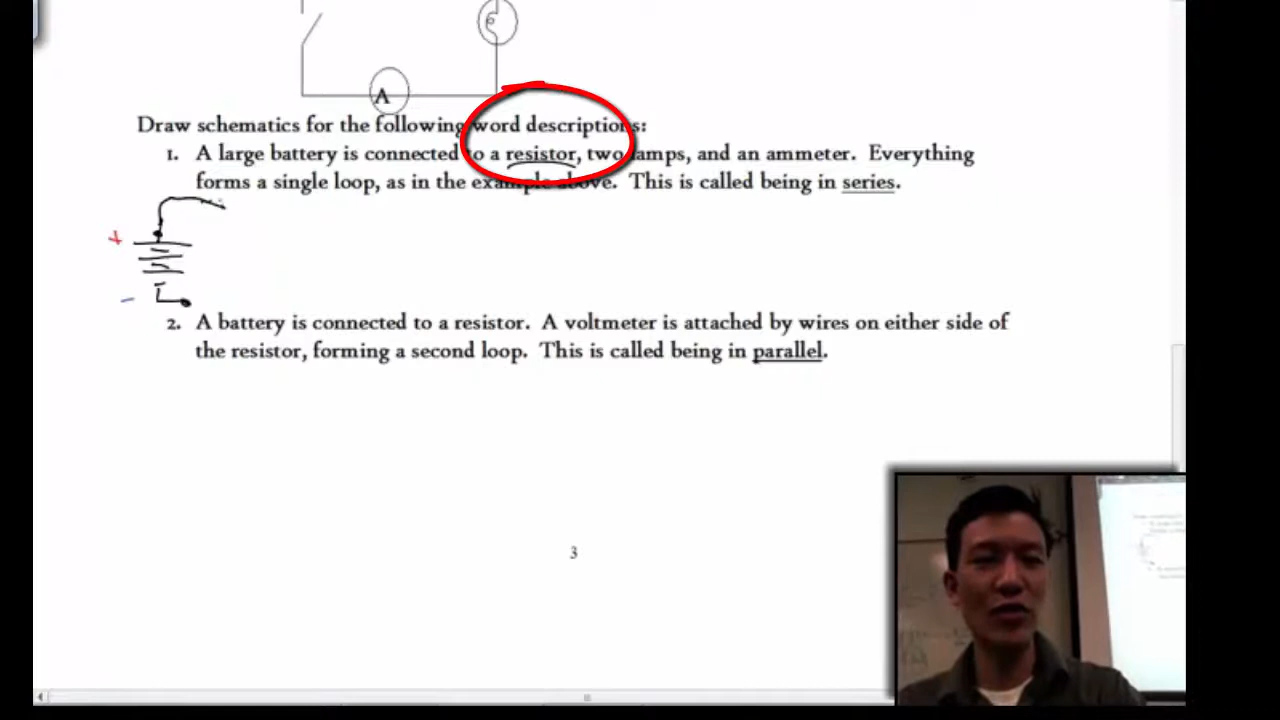 A
Draw schematics for the following word descriptions:
1. A large battery is connected to a resistor, two lamps, and an ammeter. Everything
forms a single loop, as in the example above. This is called being in series.
+
-
2. A battery is connected to a resistor. A voltmeter is attached by wires on either side of
the resistor, forming a second loop. This is called being in parallel.
3